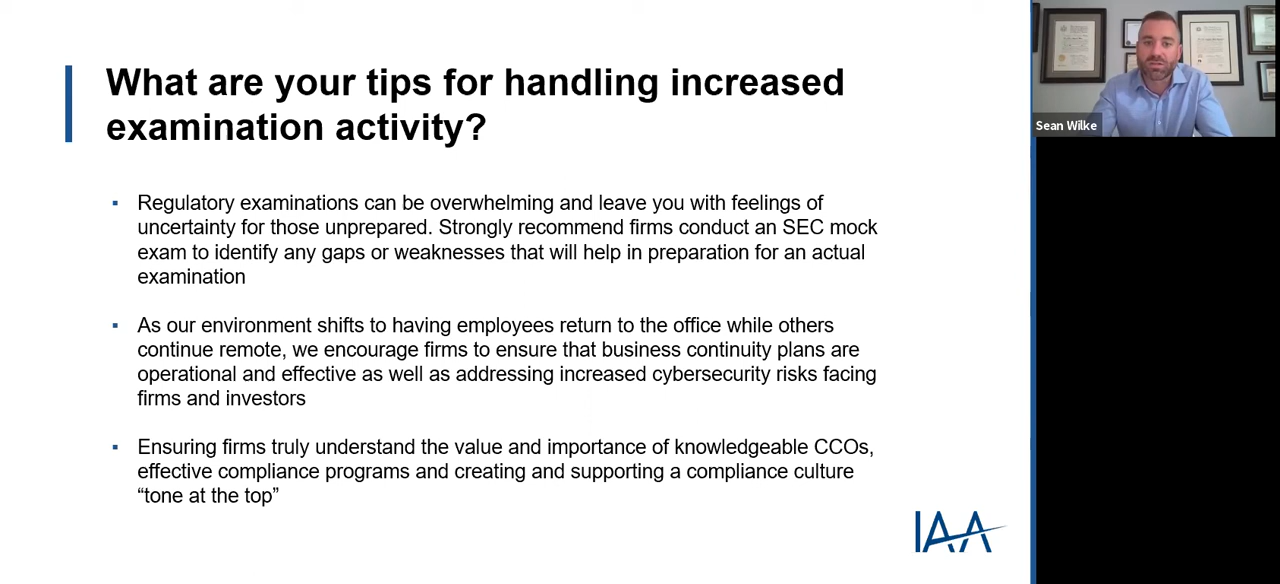 What are your tips for handling increased
examination activity?
▪ Regulatory examinations can be overwhelming and leave you with feelings of
uncertainty for those unprepared. Strongly recommend firms conduct an SEC mock
exam to identify any gaps or weaknesses that will help in preparation for an actual
examination
▪ As our environment shifts to having employees return to the office while others
continue remote, we encourage firms to ensure that business continuity plans are
operational and effective as well as addressing increased cybersecurity risks facing
firms and investors
▪ Ensuring firms truly understand the value and importance of knowledgeable CCOs,
effective compliance programs and creating and supporting a compliance culture
“tone at the top”
IAA
Sean Wilke